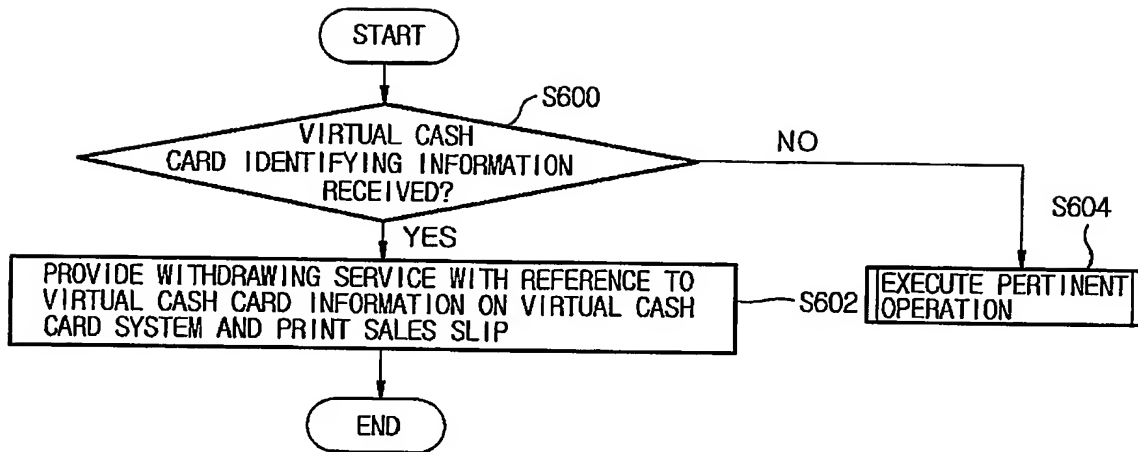 START
S600
VIRTUAL CASH
CARD IDENTIFYING INFORMATION
RECEIVED?
NO
YES
S604
PROVIDE WITHDRAWING SERVICE WITH REFERENCE TO
VIRTUAL CASH CARD INFORMATION ON VIRTUAL CASH
CARD SYSTEM AND PRINT SALES SLIP
S602
EXECUTE PERTINENT
OPERATION
END